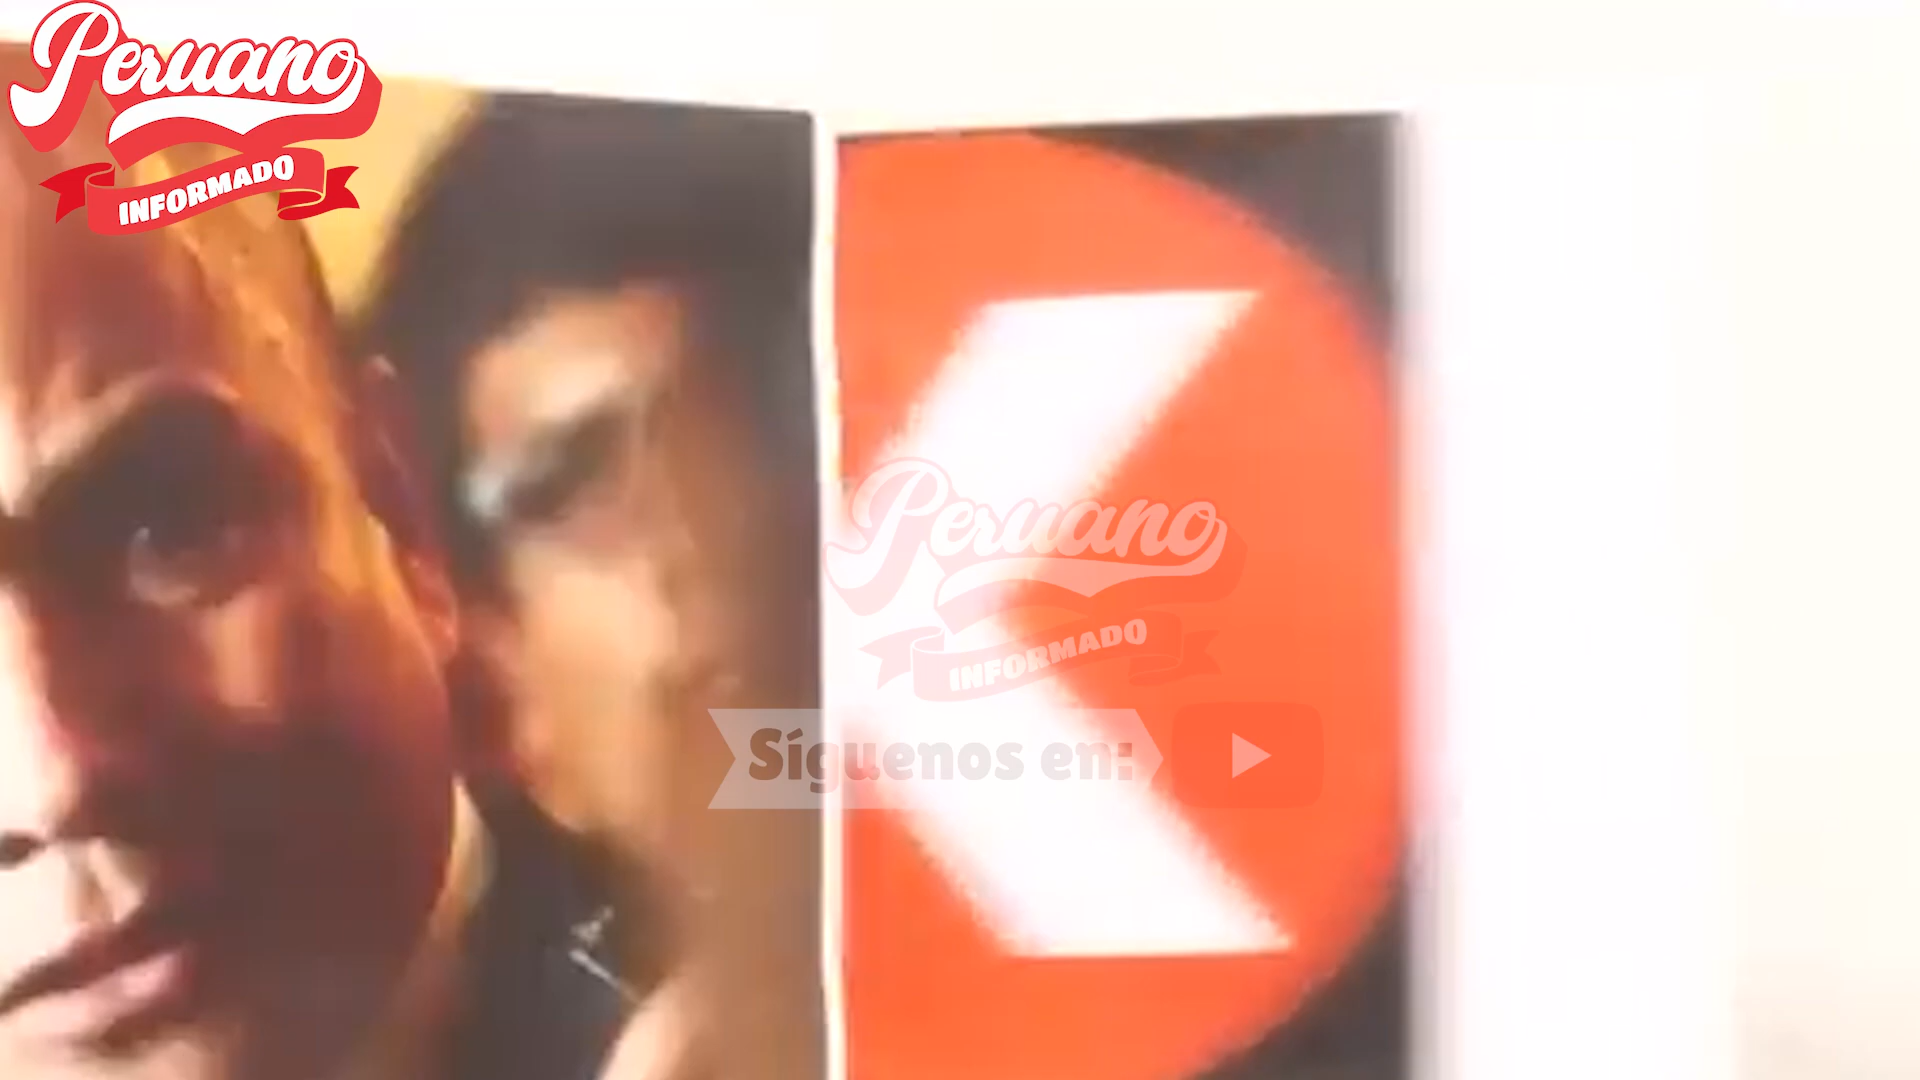 Peruano
INFORMADO
K
Peruano
INFORMADO
Síguenos en: